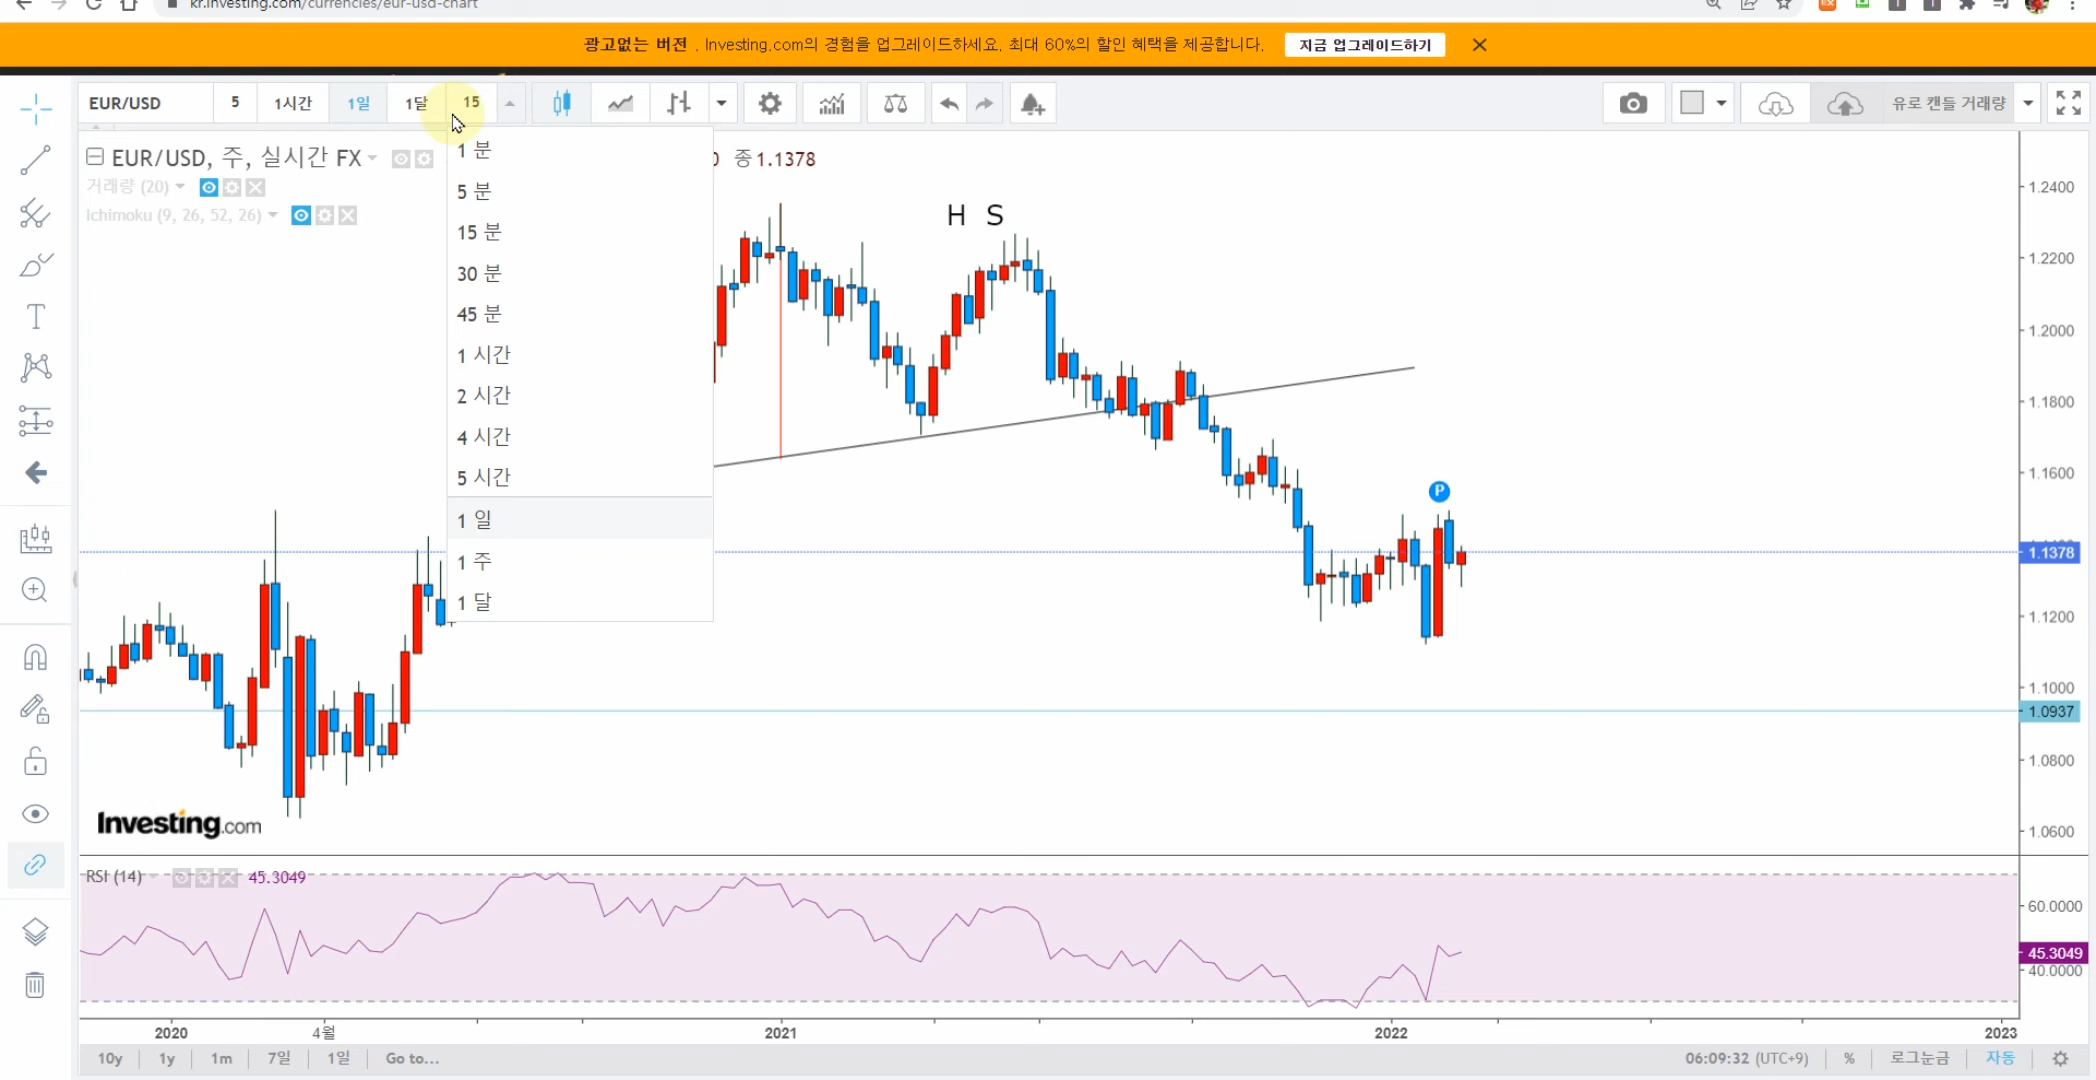 kr.investing.com/currencies/eur-usd-chart
광고없는 버전 . Investing.com의 경험을 업그레이드하세요. 최대 60%의 할인 혜택을 제공합니다. 지금 업그레이드하기
EUR/USD 5 1시간 1일 1달 15 유로 캔들 거래량
EUR/USD, 주, 실시간 FX 0 종1.1378
거래량 (20)
Ichimoku (9, 26, 52, 26)
1 분
5 분
15 분
30 분
45 분
1 시간
2 시간
4 시간
5 시간
1 일
1 주
1 달
H S
P
1.2400
1.2200
1.2000
1.1800
1.1600
1.1378
1.1200
1.1000
1.0937
1.0800
1.0600
Investing.com
RSI (14) 45.3049
60.0000
45.3049
40.0000
2020 4월 2021 2022 2023
10y 1y 1m 7일 1일 Go to... 06:09:32 (UTC+9) % 로그눈금 자동